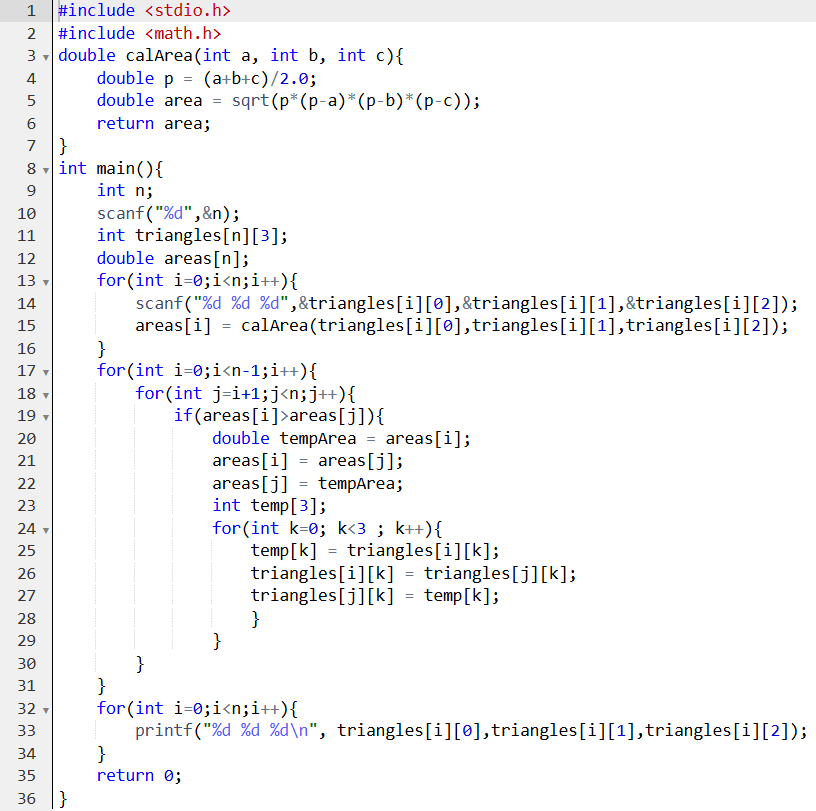 1 #include <stdio.h>
2 #include <math.h>
3 double calArea(int a, int b, int c){
4     double p = (a+b+c)/2.0;
5     double area = sqrt(p*(p-a)*(p-b)*(p-c));
6     return area;
7 }
8 int main(){
9     int n;
10     scanf("%d",&n);
11     int triangles[n][3];
12     double areas[n];
13     for(int i=0;i<n;i++){
14         scanf("%d %d %d",&triangles[i][0],&triangles[i][1],&triangles[i][2]);
15         areas[i] = calArea(triangles[i][0],triangles[i][1],triangles[i][2]);
16     }
17     for(int i=0;i<n-1;i++){
18         for(int j=i+1;j<n;j++){
19             if(areas[i]>areas[j]){
20                 double tempArea = areas[i];
21                 areas[i] = areas[j];
22                 areas[j] = tempArea;
23                 int temp[3];
24                 for(int k=0; k<3 ; k++){
25                     temp[k] = triangles[i][k];
26                     triangles[i][k] = triangles[j][k];
27                     triangles[j][k] = temp[k];
28                     }
29                 }
30         }
31     }
32     for(int i=0;i<n;i++){
33         printf("%d %d %d\n", triangles[i][0],triangles[i][1],triangles[i][2]);
34     }
35     return 0;
36 }